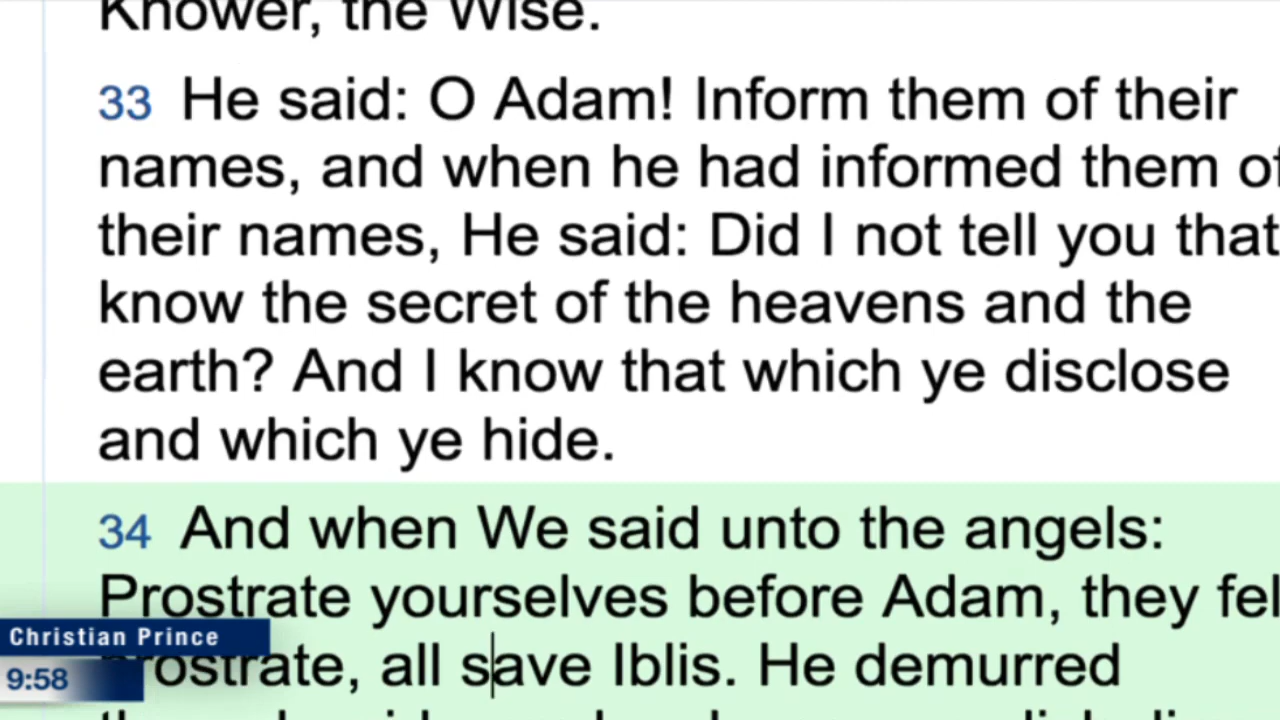 Knower, the Wise.
33 He said: O Adam! Inform them of their
names, and when he had informed them of
their names, He said: Did I not tell you that
know the secret of the heavens and the
earth? And I know that which ye disclose
and which ye hide.
34 And when We said unto the angels:
Prostrate yourselves before Adam, they fel
prostrate, all save Iblis. He demurred
Christian Prince
9:58